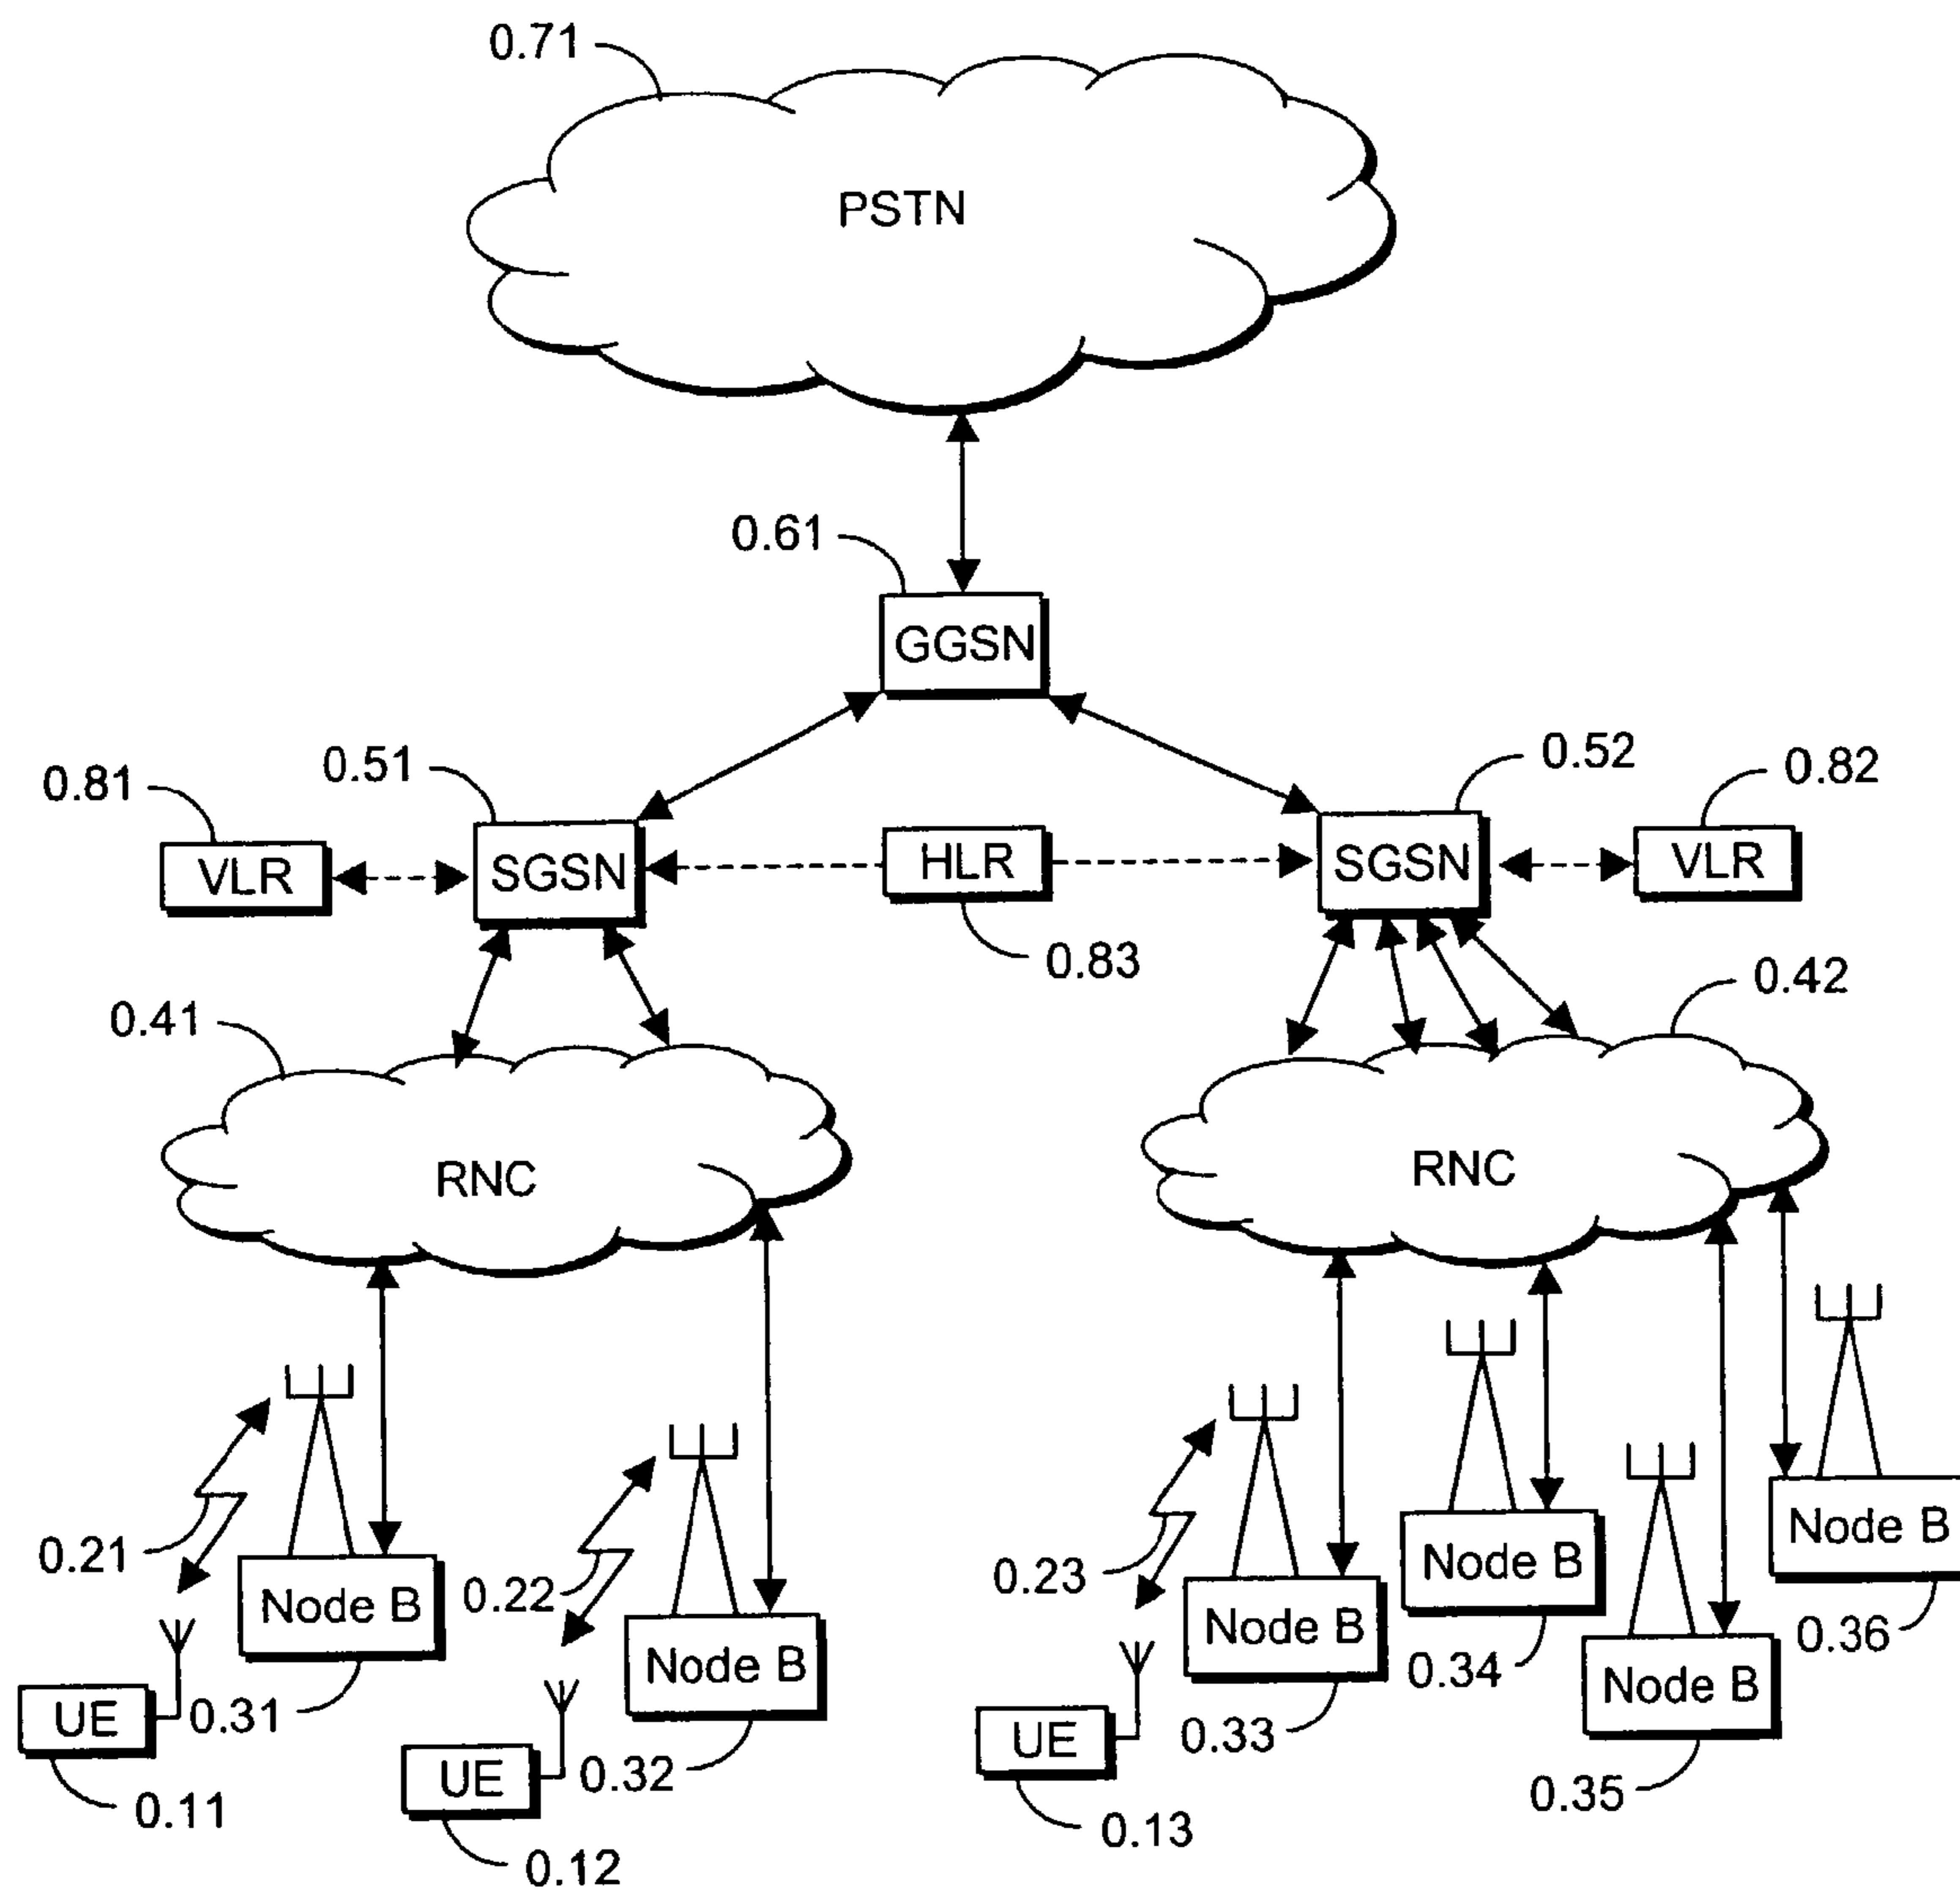 0.71
PSTN
0.61
GGSN
0.51
0.52
0.81
0.82
VLR
SGSN
HLR
SGSN
VLR
0.83
0.41
0.42
RNC
RNC
0.21
0.22
0.23
Node B
Node B
Node B
Node B
Node B
Node B
0.31
0.32
0.33
0.34
0.35
0.36
UE
UE
UE
0.11
0.12
0.13